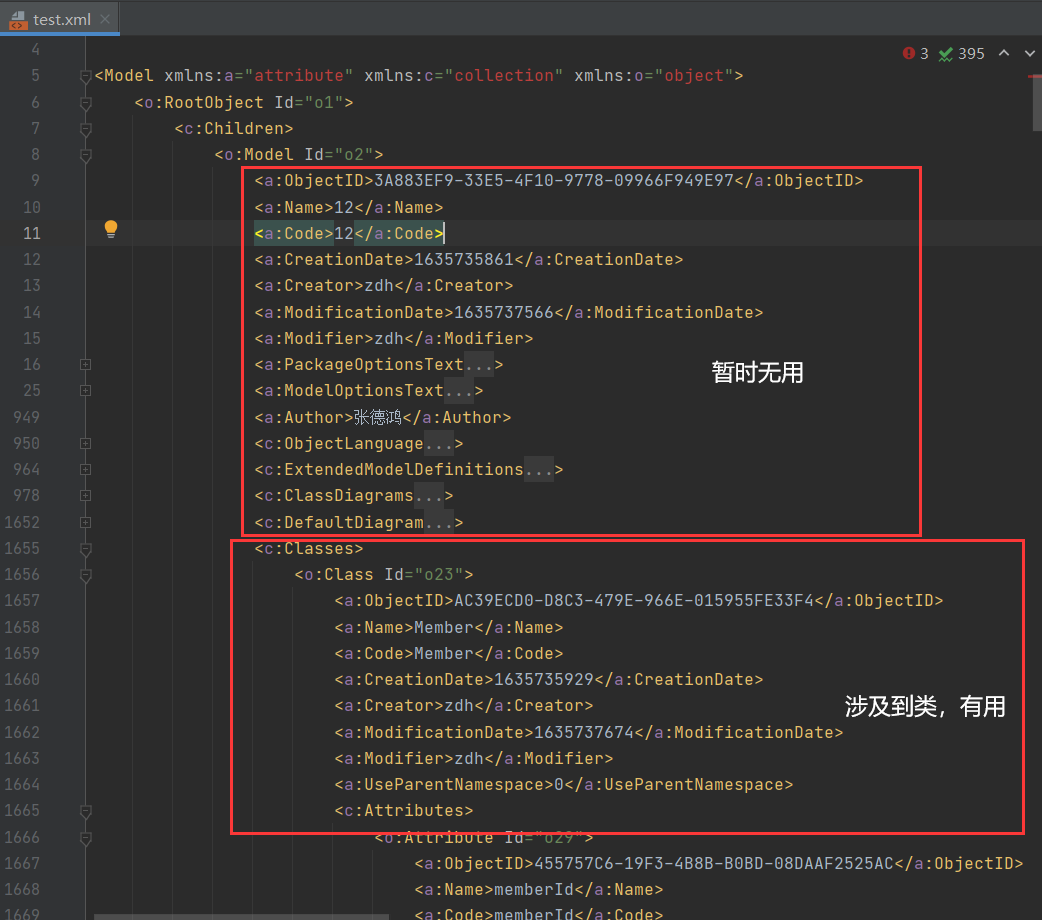 test.xml
3 395
4
5 <Model xmlns:a="attribute" xmlns:c="collection" xmlns:o="object">
6 <o:RootObject Id="o1">
7 <c:Children>
8 <o:Model Id="o2">
9 <a:ObjectID>3A883EF9-33E5-4F10-9778-09966F949E97</a:ObjectID>
10 <a:Name>12</a:Name>
11 <a:Code>12</a:Code>
12 <a:CreationDate>1635735861</a:CreationDate>
13 <a:Creator>zdh</a:Creator>
14 <a:ModificationDate>1635737566</a:ModificationDate>
15 <a:Modifier>zdh</a:Modifier>
16 <a:PackageOptionsText...>
暂时无用
25 <a:ModelOptionsText...>
949 <a:Author>张德鸿</a:Author>
950 <c:ObjectLanguage...>
964 <c:ExtendedModelDefinitions...>
978 <c:ClassDiagrams...>
1652 <c:DefaultDiagram...>
1655 <c:Classes>
1656 <o:Class Id="o23">
1657 <a:ObjectID>AC39ECD0-D8C3-479E-966E-015955FE33F4</a:ObjectID>
1658 <a:Name>Member</a:Name>
1659 <a:Code>Member</a:Code>
1660 <a:CreationDate>1635735929</a:CreationDate>
1661 <a:Creator>zdh</a:Creator>
涉及到类，有用
1662 <a:ModificationDate>1635737674</a:ModificationDate>
1663 <a:Modifier>zdh</a:Modifier>
1664 <a:UseParentNamespace>0</a:UseParentNamespace>
1665 <c:Attributes>
1666 <o:Attribute Id="o29">
1667 <a:ObjectID>455757C6-19F3-4B8B-B0BD-08DAAF2525AC</a:ObjectID>
1668 <a:Name>memberId</a:Name>
1669 <a:Code>memberId</a:Code>